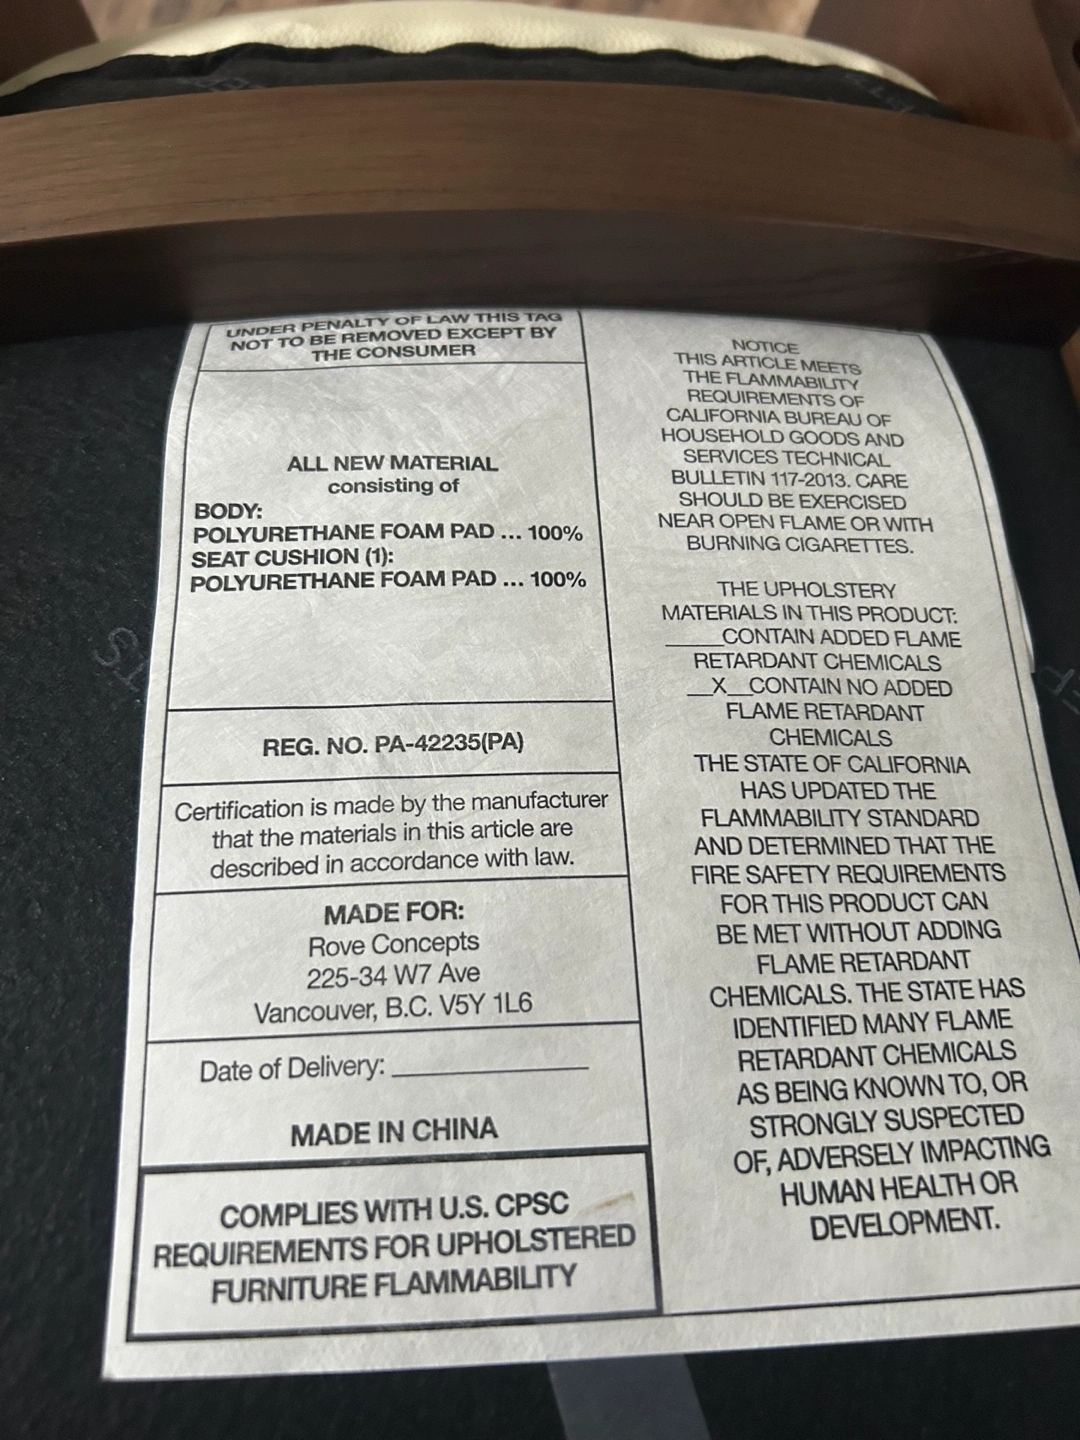 UNDER PENALTY OF LAW THIS TAG
NOT TO BE REMOVED EXCEPT BY
THE CONSUMER
ALL NEW MATERIAL
consisting of
BODY:
POLYURETHANE FOAM PAD ... 100%
SEAT CUSHION (1):
POLYURETHANE FOAM PAD ... 100%
REG. NO. PA-42235(PA)
Certification is made by the manufacturer
that the materials in this article are
described in accordance with law.
MADE FOR:
Rove Concepts
225-34 W7 Ave
Vancouver, B.C. V5Y 1L6
Date of Delivery: ____________
MADE IN CHINA
COMPLIES WITH U.S. CPSC
REQUIREMENTS FOR UPHOLSTERED
FURNITURE FLAMMABILITY
NOTICE
THIS ARTICLE MEETS
THE FLAMMABILITY
REQUIREMENTS OF
CALIFORNIA BUREAU OF
HOUSEHOLD GOODS AND
SERVICES TECHNICAL
BULLETIN 117-2013. CARE
SHOULD BE EXERCISED
NEAR OPEN FLAME OR WITH
BURNING CIGARETTES.
THE UPHOLSTERY
MATERIALS IN THIS PRODUCT:
_____CONTAIN ADDED FLAME
RETARDANT CHEMICALS
__X__CONTAIN NO ADDED
FLAME RETARDANT
CHEMICALS
THE STATE OF CALIFORNIA
HAS UPDATED THE
FLAMMABILITY STANDARD
AND DETERMINED THAT THE
FIRE SAFETY REQUIREMENTS
FOR THIS PRODUCT CAN
BE MET WITHOUT ADDING
FLAME RETARDANT
CHEMICALS. THE STATE HAS
IDENTIFIED MANY FLAME
RETARDANT CHEMICALS
AS BEING KNOWN TO, OR
STRONGLY SUSPECTED
OF, ADVERSELY IMPACTING
HUMAN HEALTH OR
DEVELOPMENT.